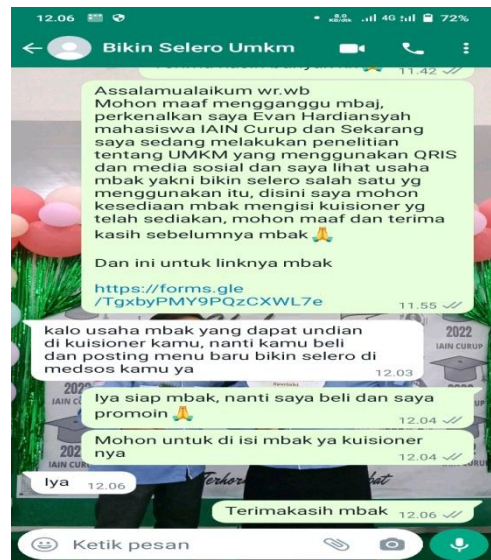 12.06
4G
72%
Bikin Selero Umkm
11.42
Assalamualaikum wr.wb
Mohon maaf mengganggu mbaj,
perkenalkan saya Evan Hardiansyah
mahasiswa IAIN Curup dan Sekarang
saya sedang melakukan penelitian
tentang UMKM yang menggunakan QRIS
dan media sosial dan saya lihat usaha
mbak yakni bikin selero salah satu yg
menggunakan itu, disini saya mohon
kesediaan mbak mengisi kuisioner yg
telah sediakan, mohon maaf dan terima
kasih sebelumnya mbak 🙏
Dan ini untuk linknya mbak
https://forms.gle
/TgxbyPMY9PQzCXWL7e
11.55
kalo usaha mbak yang dapat undian
di kuisioner kamu, nanti kamu beli
dan posting menu baru bikin selero di
medsos kamu ya
12.03
2022
IAIN CURUP
Iya siap mbak, nanti saya beli dan saya
promoin 🙏
12.04
Mohon untuk di isi mbak ya kuisioner
nya
12.04
Iya 12.06
Terimakasih mbak 12.06
Ketik pesan